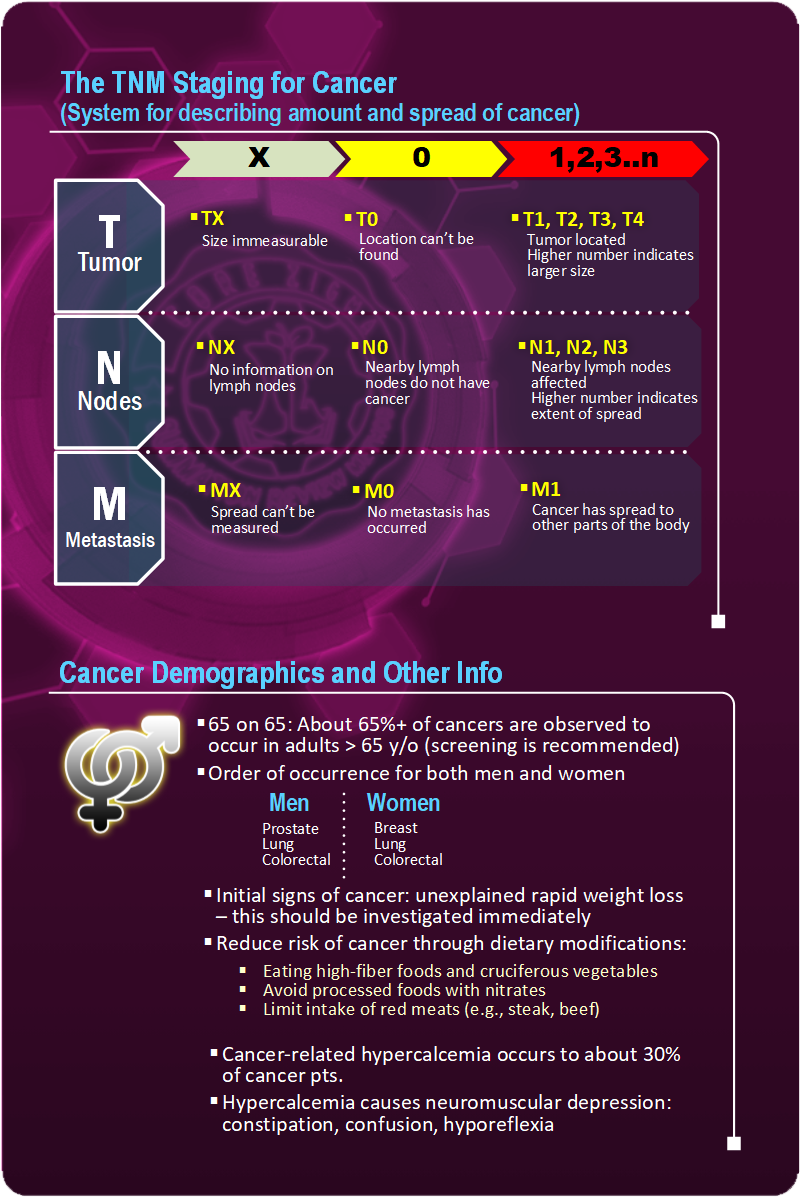 The TNM Staging for Cancer
(System for describing amount and spread of cancer)
X
0
1,2,3..n
T
Tumor
▪ TX
Size immeasurable
▪ T0
Location can’t be
found
▪ T1, T2, T3, T4
Tumor located
Higher number indicates
larger size
N
Nodes
▪ NX
No information on
lymph nodes
▪ N0
Nearby lymph
nodes do not have
cancer
▪ N1, N2, N3
Nearby lymph nodes
affected
Higher number indicates
extent of spread
M
Metastasis
▪ MX
Spread can’t be
measured
▪ M0
No metastasis has
occurred
▪ M1
Cancer has spread to
other parts of the body
Cancer Demographics and Other Info
▪ 65 on 65: About 65%+ of cancers are observed to
occur in adults > 65 y/o (screening is recommended)
▪ Order of occurrence for both men and women
Men
Prostate
Lung
Colorectal
Women
Breast
Lung
Colorectal
▪ Initial signs of cancer: unexplained rapid weight loss
– this should be investigated immediately
▪ Reduce risk of cancer through dietary modifications:
▪ Eating high-fiber foods and cruciferous vegetables
▪ Avoid processed foods with nitrates
▪ Limit intake of red meats (e.g., steak, beef)
▪ Cancer-related hypercalcemia occurs to about 30%
of cancer pts.
▪ Hypercalcemia causes neuromuscular depression:
constipation, confusion, hyporeflexia